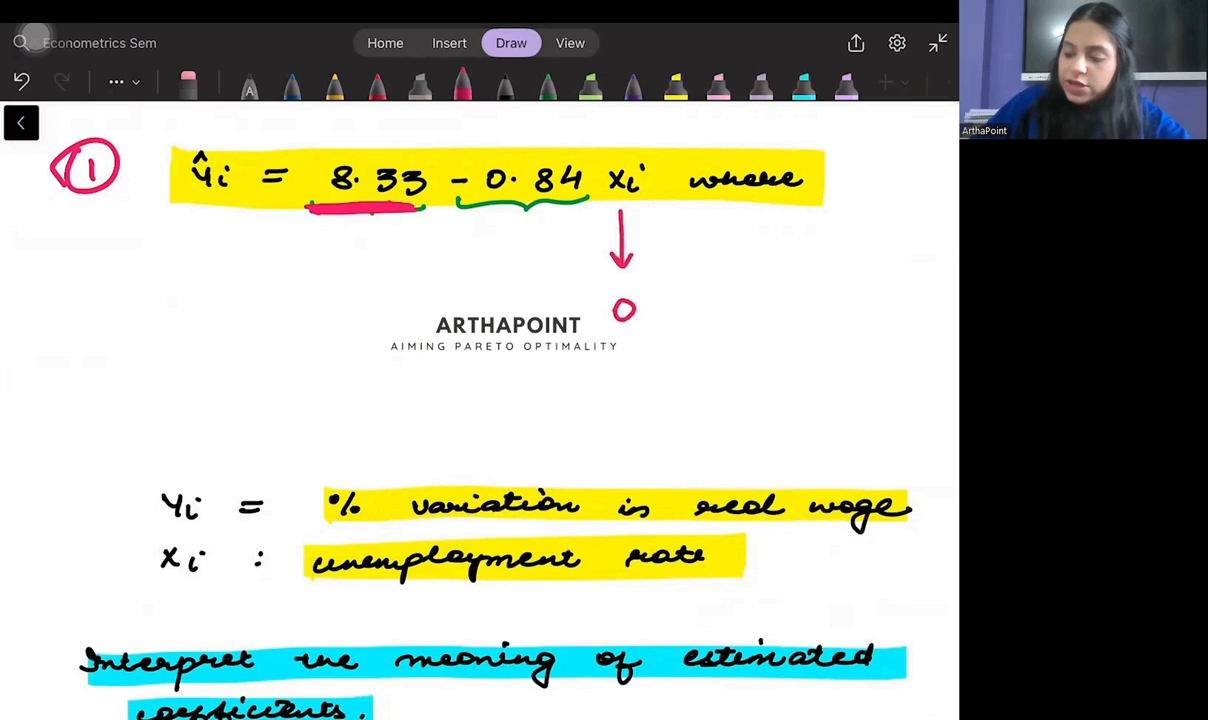 Econometrics Sem
Home Insert Draw View
A
ArthaPoint
1
Ŷi = 8.33 - 0.84 Xi where
0
ARTHAPOINT
AIMING PARETO OPTIMALITY
Yi = % variation in real wage.
Xi : unemployment rate
Interpret the meaning of estimated
coefficients.